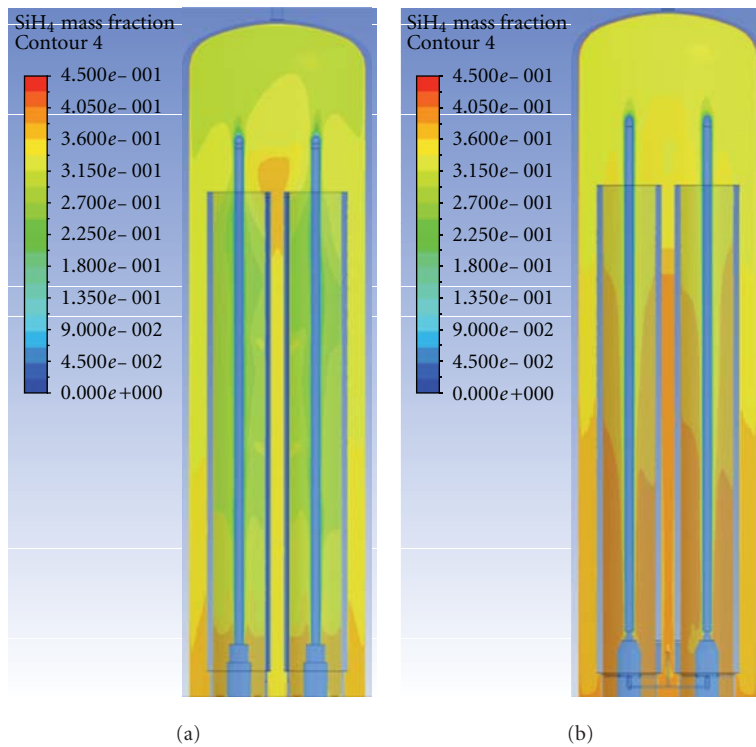 SiH4 mass fraction
Contour 4
4.500e– 001
4.050e– 001
3.600e– 001
3.150e– 001
2.700e– 001
2.250e– 001
1.800e– 001
1.350e– 001
9.000e– 002
4.500e– 002
0.000e+000
(a)
SiH4 mass fraction
Contour 4
4.500e– 001
4.050e– 001
3.600e– 001
3.150e– 001
2.700e– 001
2.250e– 001
1.800e– 001
1.350e– 001
9.000e– 002
4.500e– 002
0.000e+000
(b)